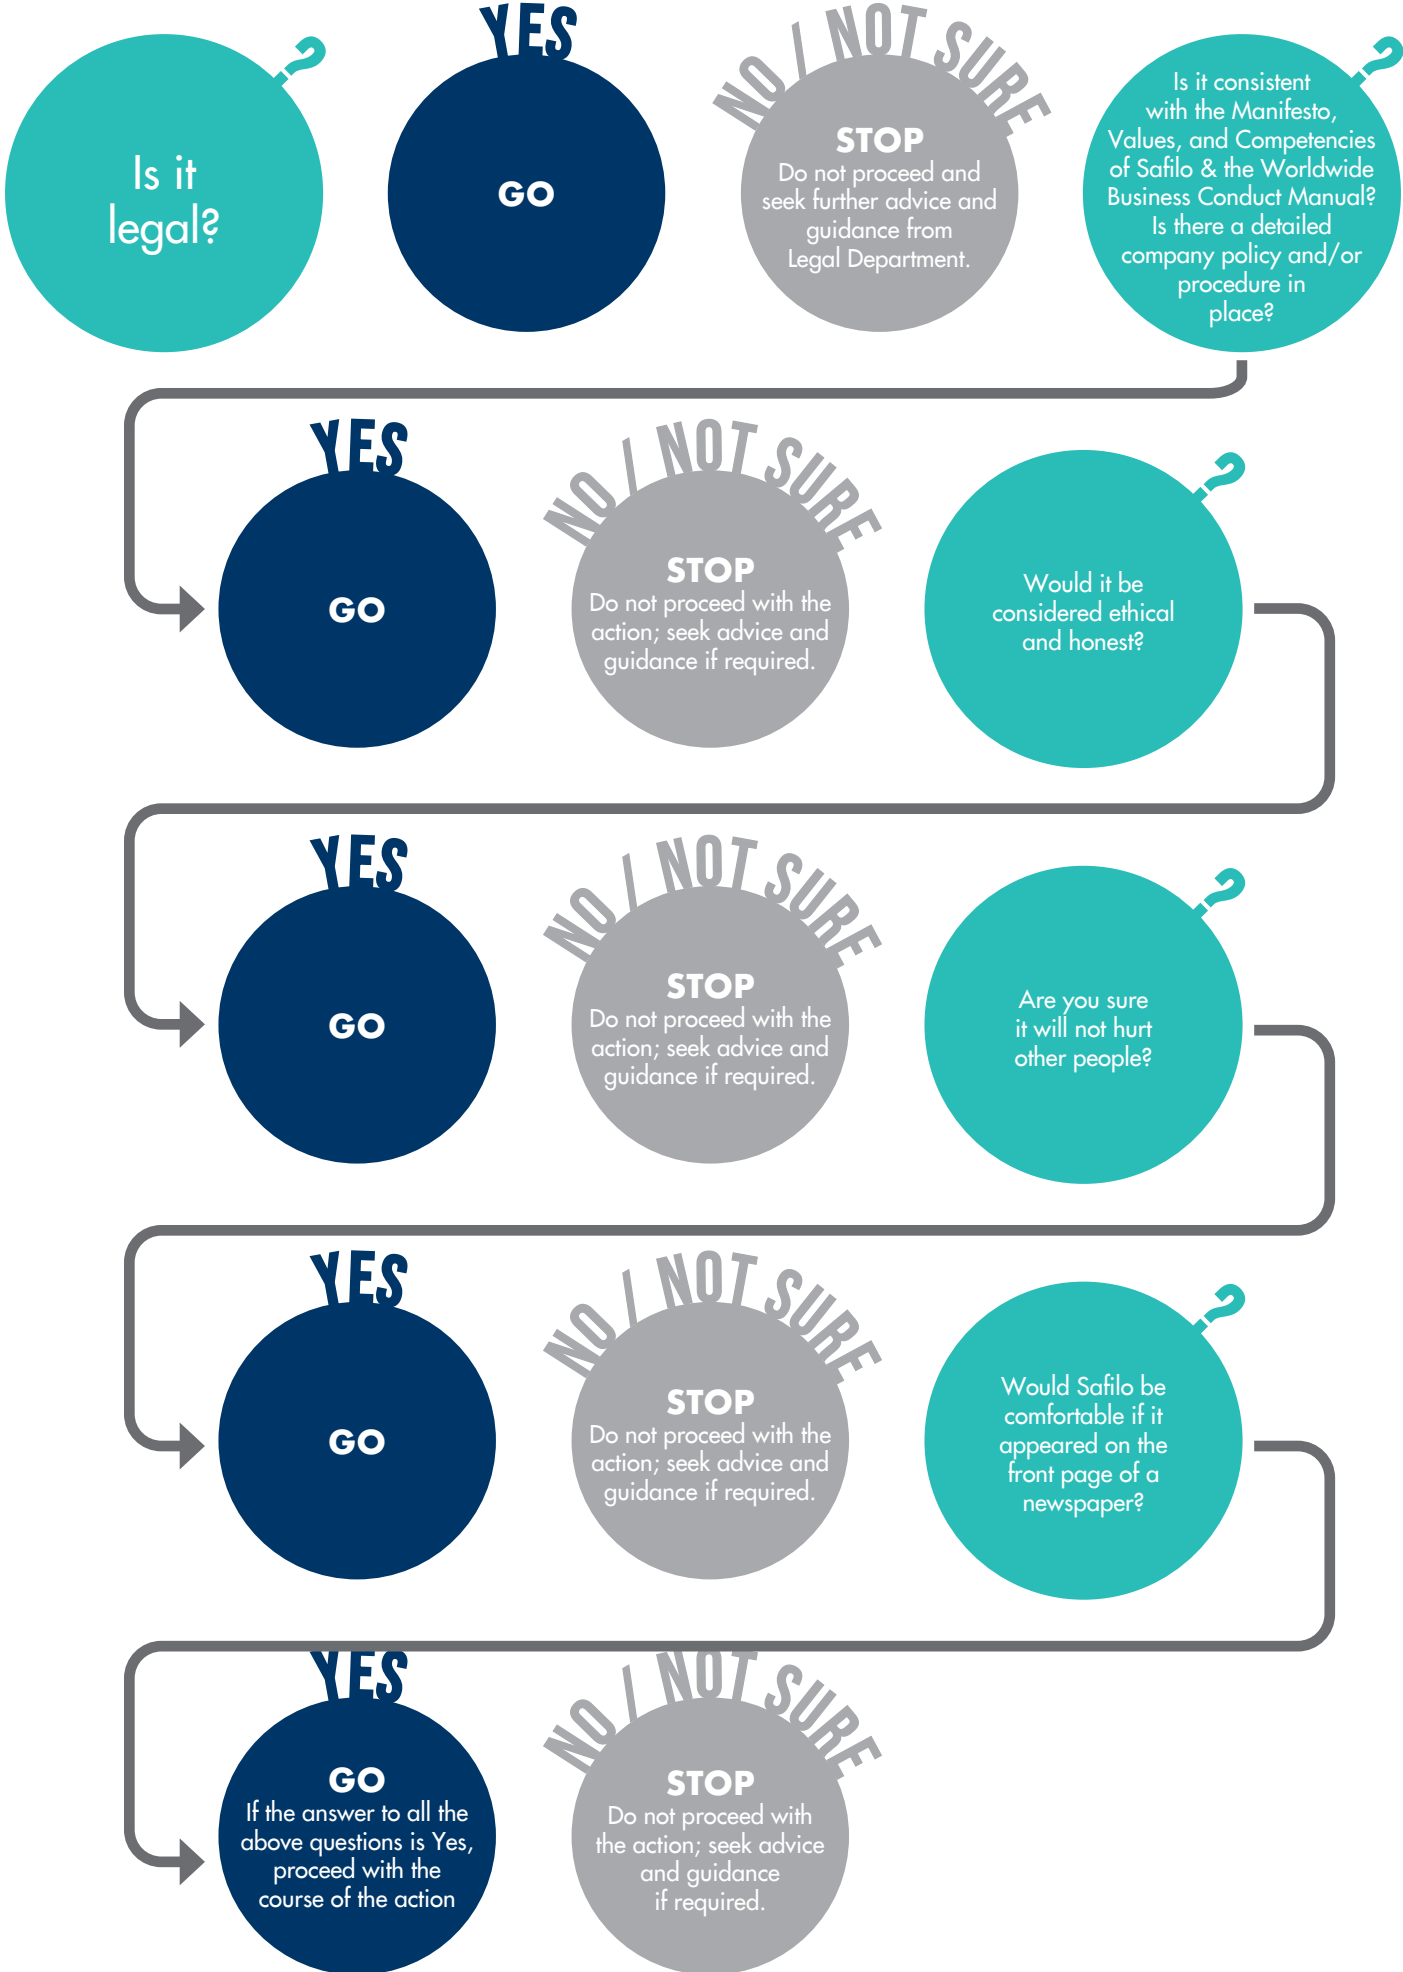 ?
Is it
legal?
YES
GO
NO / NOT SURE
STOP
Do not proceed and
seek further advice and
guidance from
Legal Department.
?
Is it consistent
with the Manifesto,
Values, and Competencies
of Safilo & the Worldwide
Business Conduct Manual?
Is there a detailed
company policy and/or
procedure in
place?
YES
GO
NO / NOT SURE
STOP
Do not proceed with the
action; seek advice and
guidance if required.
?
Would it be
considered ethical
and honest?
YES
GO
NO / NOT SURE
STOP
Do not proceed with the
action; seek advice and
guidance if required.
?
Are you sure
it will not hurt
other people?
YES
GO
NO / NOT SURE
STOP
Do not proceed with the
action; seek advice and
guidance if required.
?
Would Safilo be
comfortable if it
appeared on the
front page of a
newspaper?
YES
GO
If the answer to all the
above questions is Yes,
proceed with the
course of the action
NO / NOT SURE
STOP
Do not proceed with
the action; seek advice
and guidance
if required.